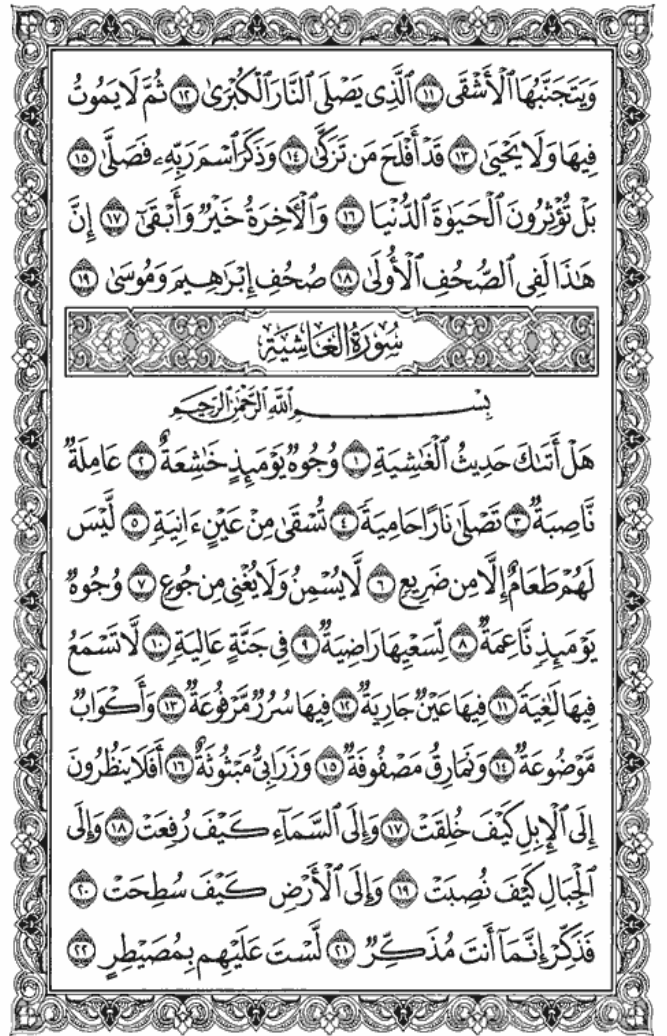 وَيَتَجَنَّبُهَا ٱلْأَشْقَى ١١ ٱلَّذِى يَصْلَى ٱلنَّارَ ٱلْكُبْرَىٰ ١٢ ثُمَّ لَا يَمُوتُ
فِيهَا وَلَا يَحْيَىٰ ١٣ قَدْ أَفْلَحَ مَن تَزَكَّىٰ ١٤ وَذَكَرَ ٱسْمَ رَبِّهِۦ فَصَلَّىٰ ١٥
بَلْ تُؤْثِرُونَ ٱلْحَيَوٰةَ ٱلدُّنْيَا ١٦ وَٱلْـَٔاخِرَةُ خَيْرٌ وَأَبْقَىٰٓ ١٧ إِنَّ
هَـٰذَا لَفِى ٱلصُّحُفِ ٱلْأُولَىٰ ١٨ صُحُفِ إِبْرَٰهِيمَ وَمُوسَىٰ ١٩
سُورَةُ الغَاشِيَةِ
بِسْمِ ٱللَّهِ ٱلرَّحْمَـٰنِ ٱلرَّحِيمِ
هَلْ أَتَىٰكَ حَدِيثُ ٱلْغَـٰشِيَةِ ١ وُجُوهٌ يَوْمَئِذٍ خَـٰشِعَةٌ ٢ عَامِلَةٌ
نَّاصِبَةٌ ٣ تَصْلَىٰ نَارًا حَامِيَةً ٤ تُسْقَىٰ مِنْ عَيْنٍ ءَانِيَةٍ ٥ لَّيْسَ
لَهُمْ طَعَامٌ إِلَّا مِن ضَرِيعٍ ٦ لَّا يُسْمِنُ وَلَا يُغْنِى مِن جُوعٍ ٧ وُجُوهٌ
يَوْمَئِذٍ نَّاعِمَةٌ ٨ لِّسَعْيِهَا رَاضِيَةٌ ٩ فِى جَنَّةٍ عَالِيَةٍ ١٠ لَّا تَسْمَعُ
فِيهَا لَـٰغِيَةً ١١ فِيهَا عَيْنٌ جَارِيَةٌ ١٢ فِيهَا سُرُرٌ مَّرْفُوعَةٌ ١٣ وَأَكْوَابٌ
مَّوْضُوعَةٌ ١٤ وَنَمَارِقُ مَصْفُوفَةٌ ١٥ وَزَرَابِىُّ مَبْثُوثَةٌ ١٦ أَفَلَا يَنظُرُونَ
إِلَى ٱلْإِبِلِ كَيْفَ خُلِقَتْ ١٧ وَإِلَى ٱلسَّمَآءِ كَيْفَ رُفِعَتْ ١٨ وَإِلَى
ٱلْجِبَالِ كَيْفَ نُصِبَتْ ١٩ وَإِلَى ٱلْأَرْضِ كَيْفَ سُطِحَتْ ٢٠
فَذَكِّرْ إِنَّمَآ أَنتَ مُذَكِّرٌ ٢١ لَّسْتَ عَلَيْهِم بِمُصَيْطِرٍ ٢٢